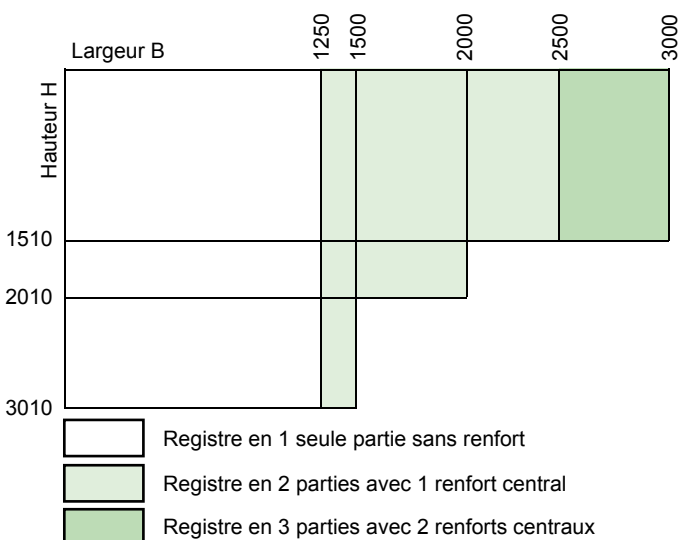 Largeur B
1250
1500
2000
2500
3000
Hauteur H
1510
2010
3010
Registre en 1 seule partie sans renfort
Registre en 2 parties avec 1 renfort central
Registre en 3 parties avec 2 renforts centraux